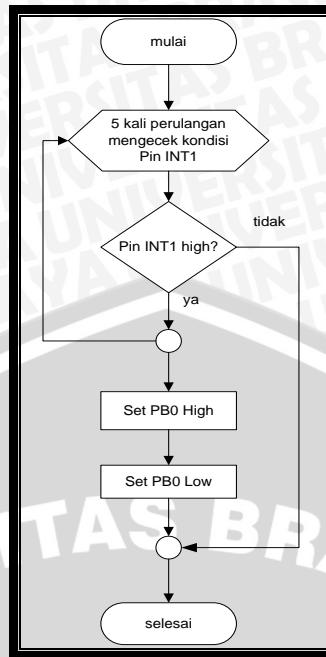 mulai
5 kali perulangan
mengecek kondisi
Pin INT1
Pin INT1 high?
tidak
ya
Set PB0 High
Set PB0 Low
selesai